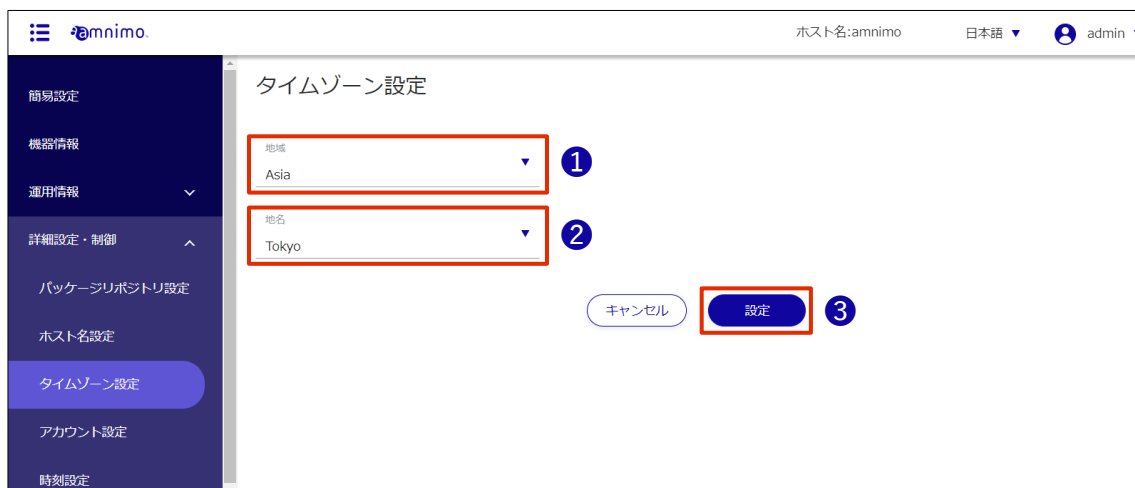 amnimo.
ホスト名:amnimo
日本語 ▼
admin
簡易設定
機器情報
運用情報
詳細設定・制御
パッケージリポジトリ設定
ホスト名設定
タイムゾーン設定
アカウント設定
時刻設定
タイムゾーン設定
地域
Asia
▼
1
地名
Tokyo
▼
2
キャンセル
設定
3